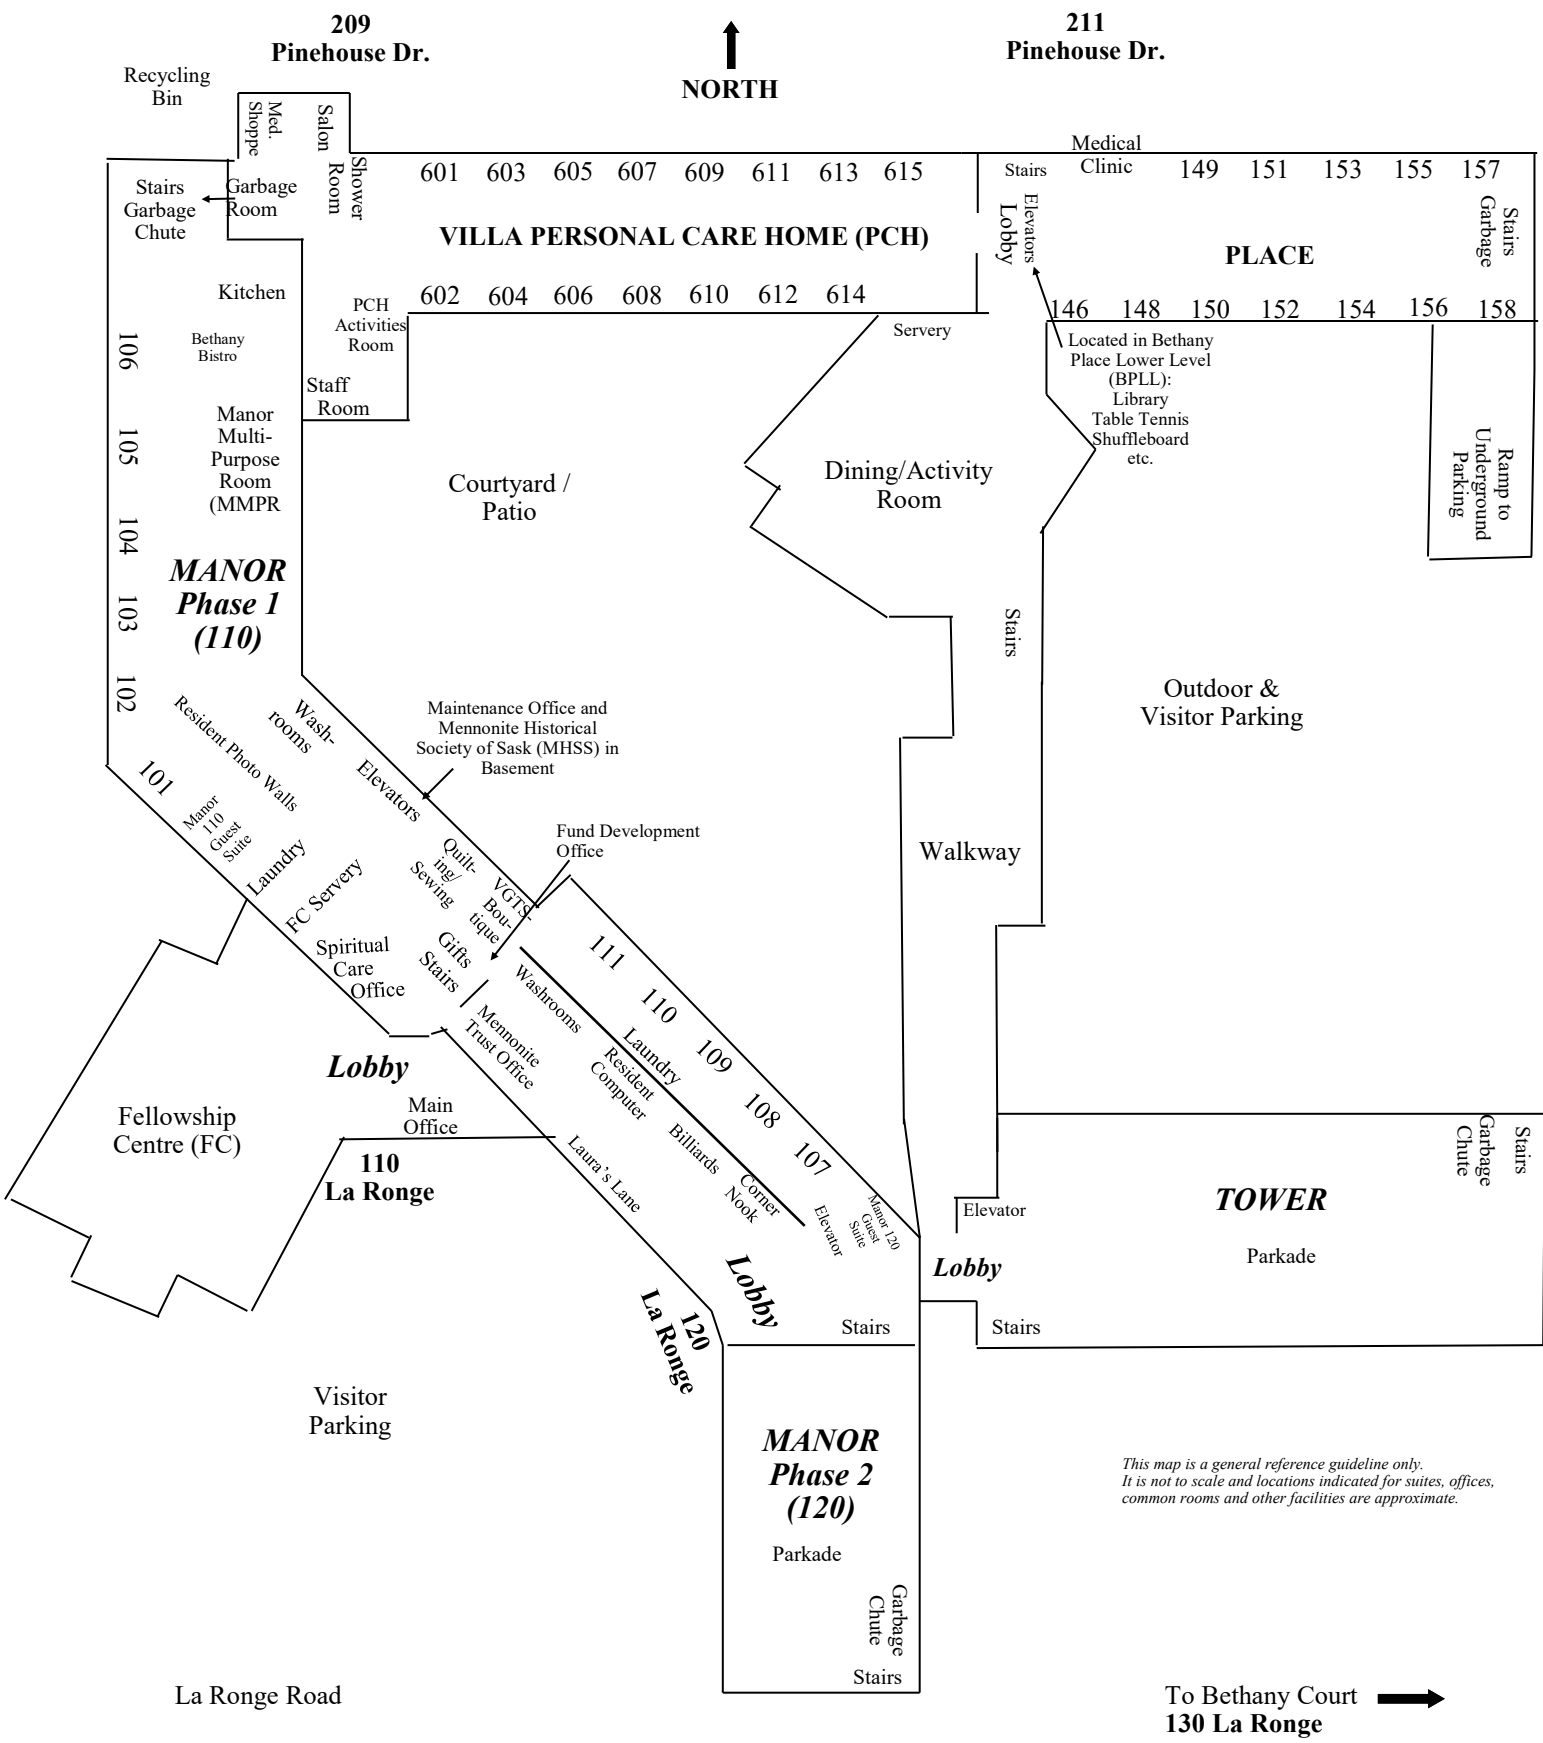 209
Pinehouse Dr.
NORTH
211
Pinehouse Dr.
Recycling
Bin
Med.
Shoppe
Salon
Shower
Room
Stairs
Garbage
Chute
Garbage
Room
601 603 605 607 609 611 613 615
VILLA PERSONAL CARE HOME (PCH)
602 604 606 608 610 612 614
Stairs
Elevators
Lobby
Medical
Clinic
149 151 153 155 157
Stairs
Garbage
PLACE
146 148 150 152 154 156 158
Kitchen
PCH
Activities
Room
Bethany
Bistro
Staff
Room
Manor
Multi-
Purpose
Room
(MMPR
106
105
104
103
102
101
MANOR
Phase 1
(110)
Courtyard /
Patio
Servery
Dining/Activity
Room
Located in Bethany
Place Lower Level
(BPLL):
Library
Table Tennis
Shuffleboard
etc.
Ramp to
Underground
Parking
Stairs
Outdoor &
Visitor Parking
Walkway
Wash-
rooms
Resident Photo Walls
Elevators
Maintenance Office and
Mennonite Historical
Society of Sask (MHSS) in
Basement
Manor
110
Guest
Suite
Laundry
FC Servery
Quilt-
ing/
Sewing
VGTS-
Bou-
tique
Fund Development
Office
Gifts
Stairs
Spiritual
Care
Office
Washrooms
111
110
109
108
107
Mennonite
Trust Office
Laundry
Resident
Computer
Billiards
Corner
Nook
Laura's Lane
Elevator
Manor 120
Guest
Suite
Lobby
Main
Office
Fellowship
Centre (FC)
110
La Ronge
Lobby
120
La Ronge
Stairs
Elevator
Lobby
Stairs
Garbage
Chute
Stairs
TOWER
Parkade
Visitor
Parking
MANOR
Phase 2
(120)
Parkade
Garbage
Chute
Stairs
This map is a general reference guideline only.
It is not to scale and locations indicated for suites, offices,
common rooms and other facilities are approximate.
La Ronge Road
To Bethany Court
130 La Ronge